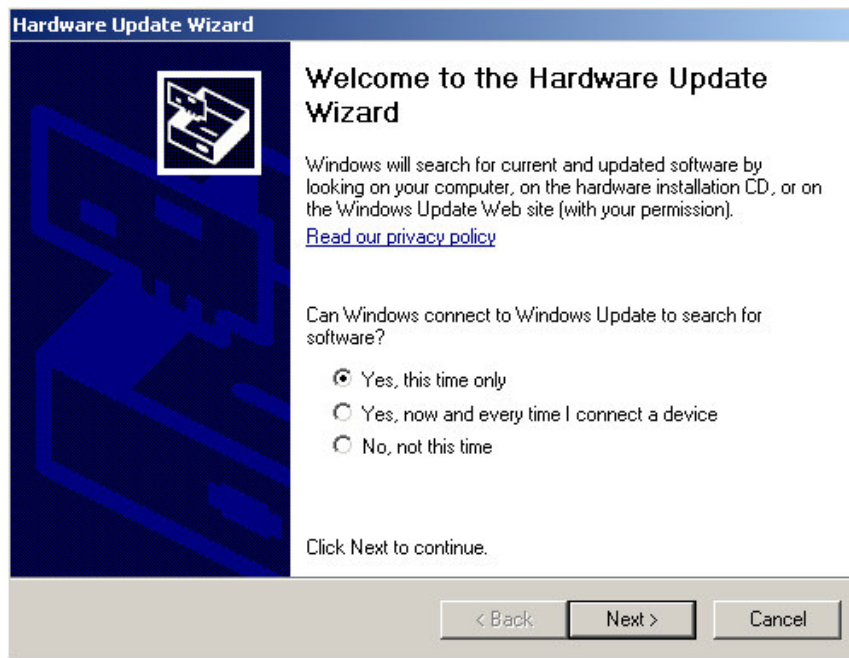 Hardware Update Wizard
Welcome to the Hardware Update
Wizard
Windows will search for current and updated software by
looking on your computer, on the hardware installation CD, or on
the Windows Update Web site (with your permission).
Read our privacy policy
Can Windows connect to Windows Update to search for
software?
Yes, this time only
Yes, now and every time I connect a device
No, not this time
Click Next to continue.
< Back
Next >
Cancel